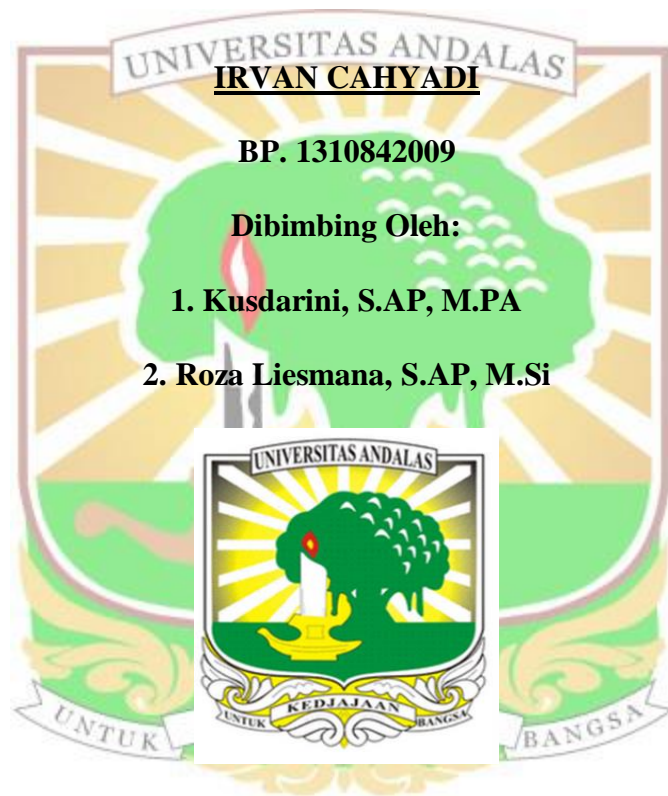 UNIVERSITAS ANDALAS
IRVAN CAHYADI
BP. 1310842009
Dibimbing Oleh:
1. Kusdarini, S.AP, M.PA
2. Roza Liesmana, S.AP, M.Si
UNIVERSITAS ANDALAS
UNTUK KEDJAJAAN BANGSA
UNTUK BANGSA